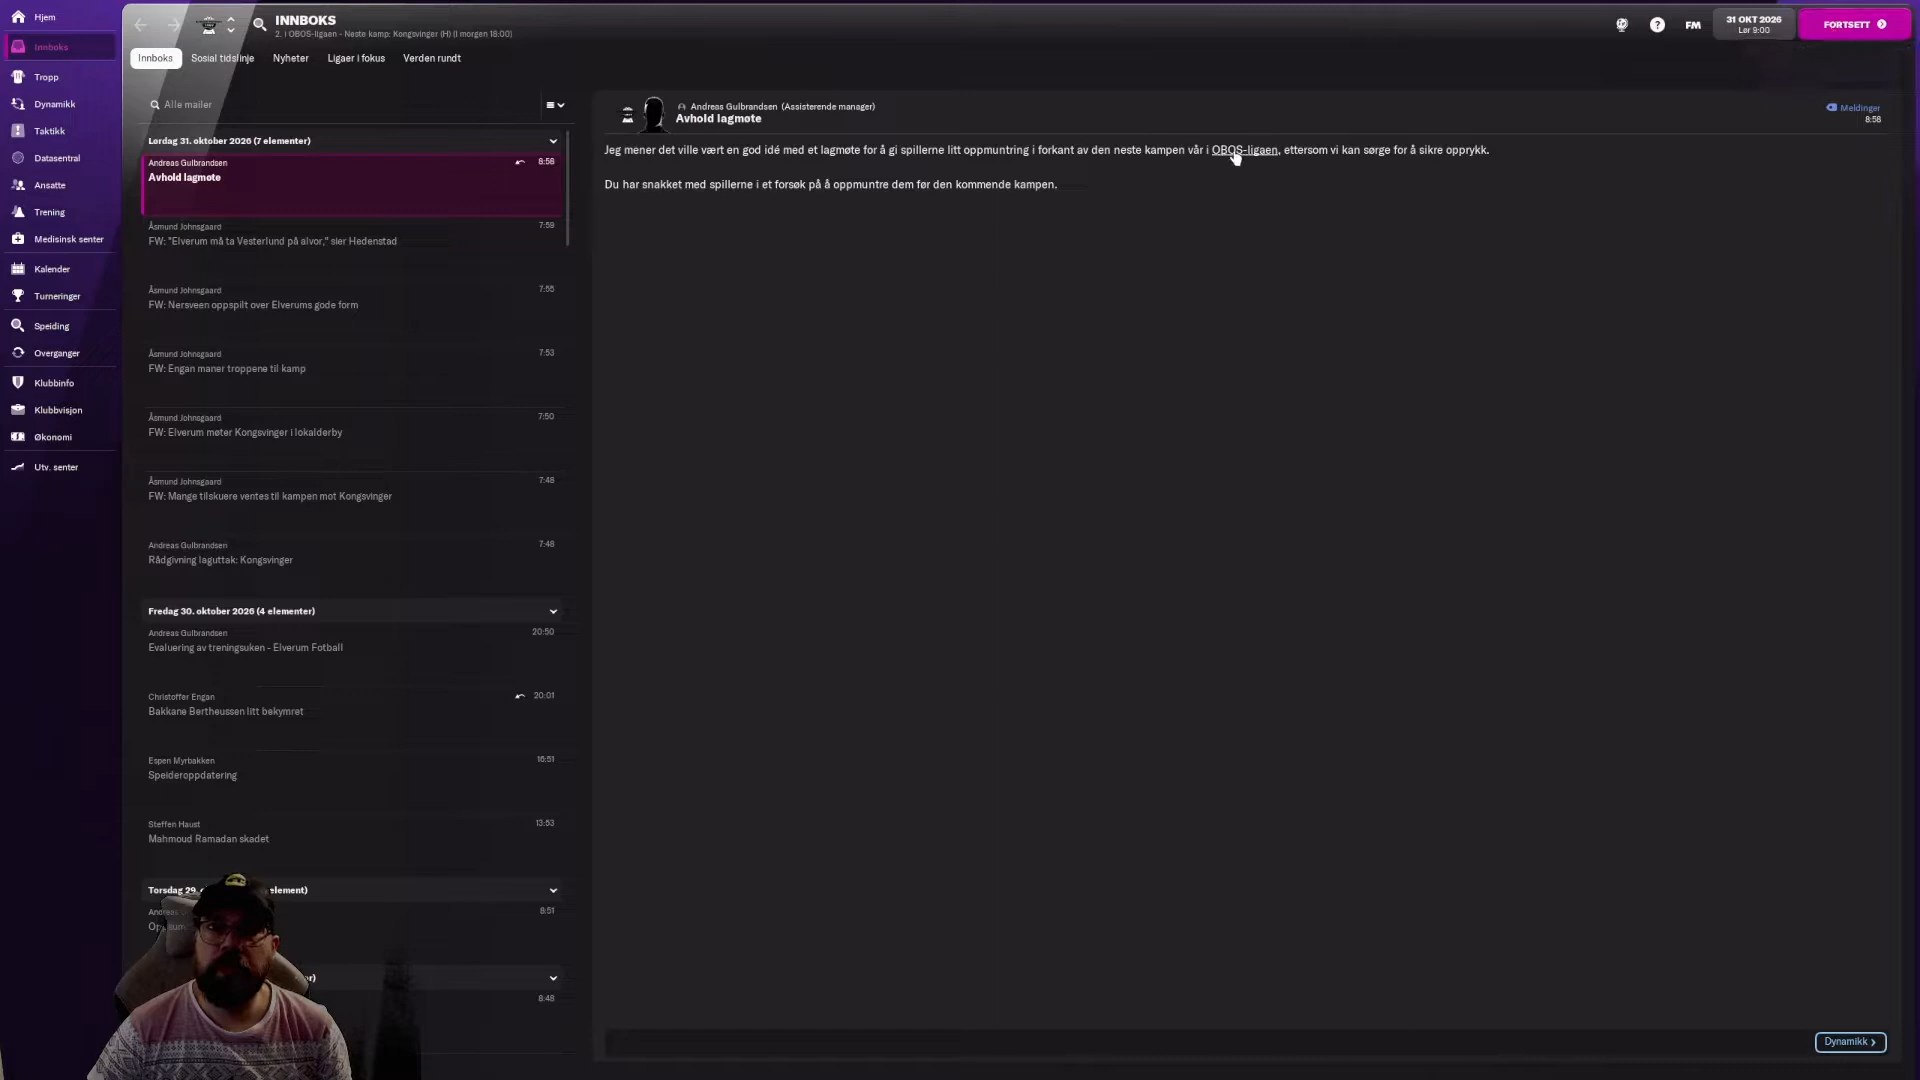 Hjem
Innboks
Tropp
Dynamikk
Taktikk
Datasentral
Ansatte
Trening
Medisinsk senter
Kalender
Turneringer
Speiding
Overganger
Klubbinfo
Klubbvisjon
Økonomi
Utv. senter
INNBOKS
2. i OBOS-ligaen - Neste kamp: Kongsvinger (H) (I morgen 18:00)
FM
31 OKT 2026
Lør 9:00
FORTSETT
Innboks
Sosial tidslinje
Nyheter
Ligaer i fokus
Verden rundt
Alle mailer
Lørdag 31. oktober 2026 (7 elementer)
Andreas Gulbrandsen 8:58
Avhold lagmøte
Åsmund Johnsgaard 7:59
FW: "Elverum må ta Vesterlund på alvor," sier Hedenstad
Åsmund Johnsgaard 7:55
FW: Nersveen oppspilt over Elverums gode form
Åsmund Johnsgaard 7:53
FW: Engan maner troppene til kamp
Åsmund Johnsgaard 7:50
FW: Elverum møter Kongsvinger i lokalderby
Åsmund Johnsgaard 7:48
FW: Mange tilskuere ventes til kampen mot Kongsvinger
Andreas Gulbrandsen 7:48
Rådgivning laguttak: Kongsvinger
Fredag 30. oktober 2026 (4 elementer)
Andreas Gulbrandsen 20:50
Evaluering av treningsuken - Elverum Fotball
Christoffer Engan 20:01
Bakkane Bertheussen litt bekymret
Espen Myrbakken 16:51
Speideroppdatering
Steffen Haust 13:53
Mahmoud Ramadan skadet
Torsdag 29. element)
8:51
8:48
Andreas Gulbrandsen (Assisterende manager)
Avhold lagmøte
Meldinger
8:58
Jeg mener det ville vært en god idé med et lagmøte for å gi spillerne litt oppmuntring i forkant av den neste kampen vår i OBOS-ligaen, ettersom vi kan sørge for å sikre opprykk.
Du har snakket med spillerne i et forsøk på å oppmuntre dem før den kommende kampen.
Dynamikk